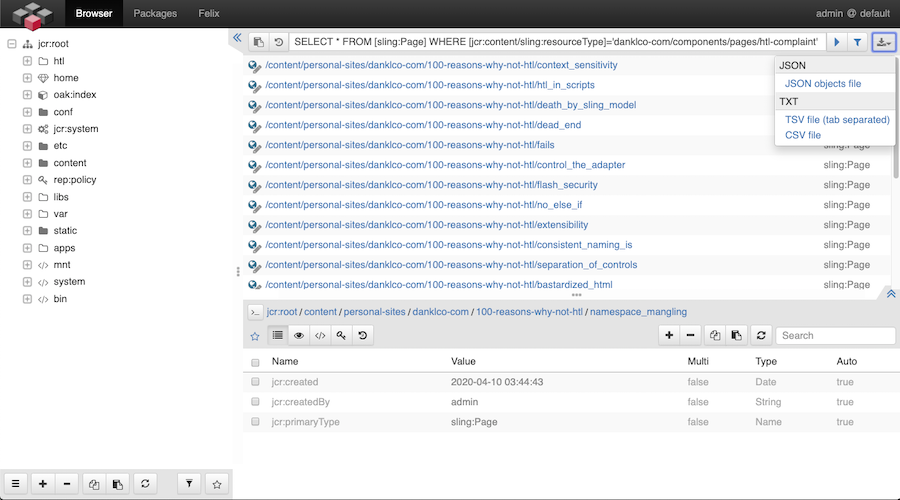 Browser Packages Felix admin @ default
SELECT * FROM [sling:Page] WHERE [jcr:content/sling:resourceType]='danklco-com/components/pages/htl-complaint'
jcr:root
htl
home
oak:index
conf
jcr:system
etc
content
rep:policy
libs
var
static
apps
mnt
system
bin
/content/personal-sites/danklco-com/100-reasons-why-not-htl/context_sensitivity
/content/personal-sites/danklco-com/100-reasons-why-not-htl/htl_in_scripts
/content/personal-sites/danklco-com/100-reasons-why-not-htl/death_by_sling_model
/content/personal-sites/danklco-com/100-reasons-why-not-htl/dead_end
/content/personal-sites/danklco-com/100-reasons-why-not-htl/fails sling:Page
/content/personal-sites/danklco-com/100-reasons-why-not-htl/control_the_adapter sling:Page
/content/personal-sites/danklco-com/100-reasons-why-not-htl/flash_security sling:Page
/content/personal-sites/danklco-com/100-reasons-why-not-htl/no_else_if sling:Page
/content/personal-sites/danklco-com/100-reasons-why-not-htl/extensibility sling:Page
/content/personal-sites/danklco-com/100-reasons-why-not-htl/consistent_naming_is sling:Page
/content/personal-sites/danklco-com/100-reasons-why-not-htl/separation_of_controls sling:Page
/content/personal-sites/danklco-com/100-reasons-why-not-htl/bastardized_html sling:Page
JSON
JSON objects file
TXT
TSV file (tab separated)
CSV file
jcr:root / content / personal-sites / danklco-com / 100-reasons-why-not-htl / namespace_mangling
Search
Name Value Multi Type Auto
jcr:created 2020-04-10 03:44:43 false Date true
jcr:createdBy admin false String true
jcr:primaryType sling:Page false Name true